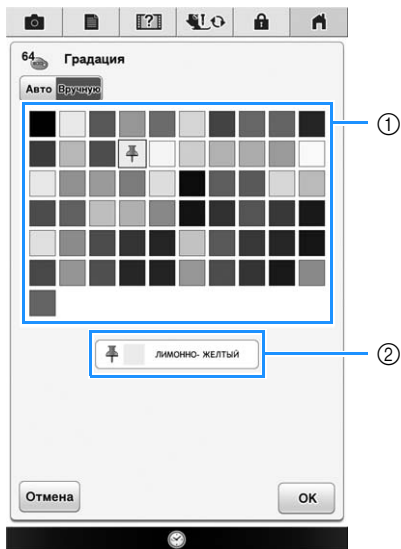 [?]
64 Градация
Авто Вручную
①
ЛИМОННО- ЖЕЛТЫЙ
②
Отмена
OK